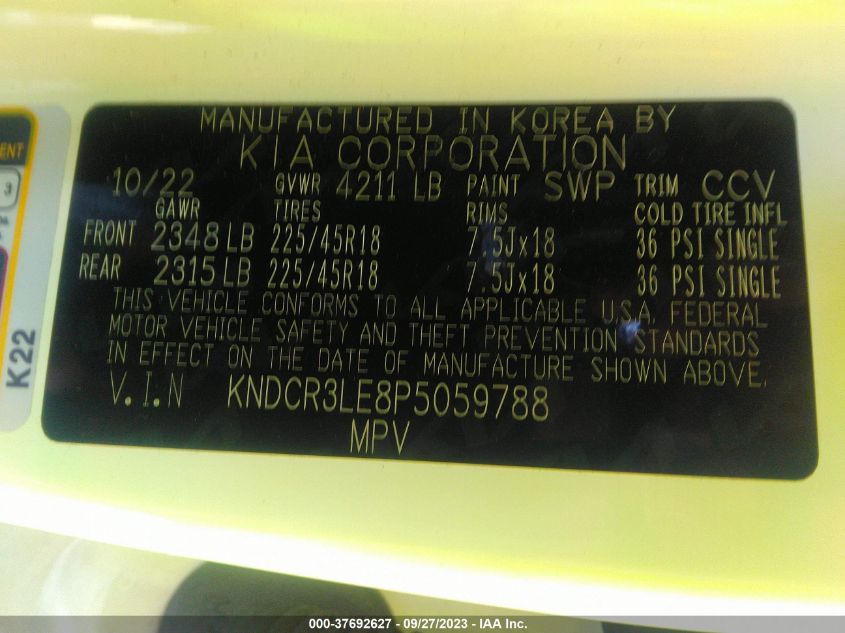 MANUFACTURED IN KOREA BY
KIA CORPORATION
10/22 GVWR 4211 LB PAINT SWP TRIM CCV
GAWR TIRES RIMS COLD TIRE INFL
FRONT 2348 LB 225/45R18 7.5Jx18 36 PSI SINGLE
REAR 2315 LB 225/45R18 7.5Jx18 36 PSI SINGLE
THIS VEHICLE CONFORMS TO ALL APPLICABLE U.S.A. FEDERAL
MOTOR VEHICLE SAFETY AND THEFT PREVENTION STANDARDS
IN EFFECT ON THE DATE OF MANUFACTURE SHOWN ABOVE.
V.I.N KNDCR3LE8P5059788
MPV
3
K22
000-37692627 - 09/27/2023 - IAA Inc.